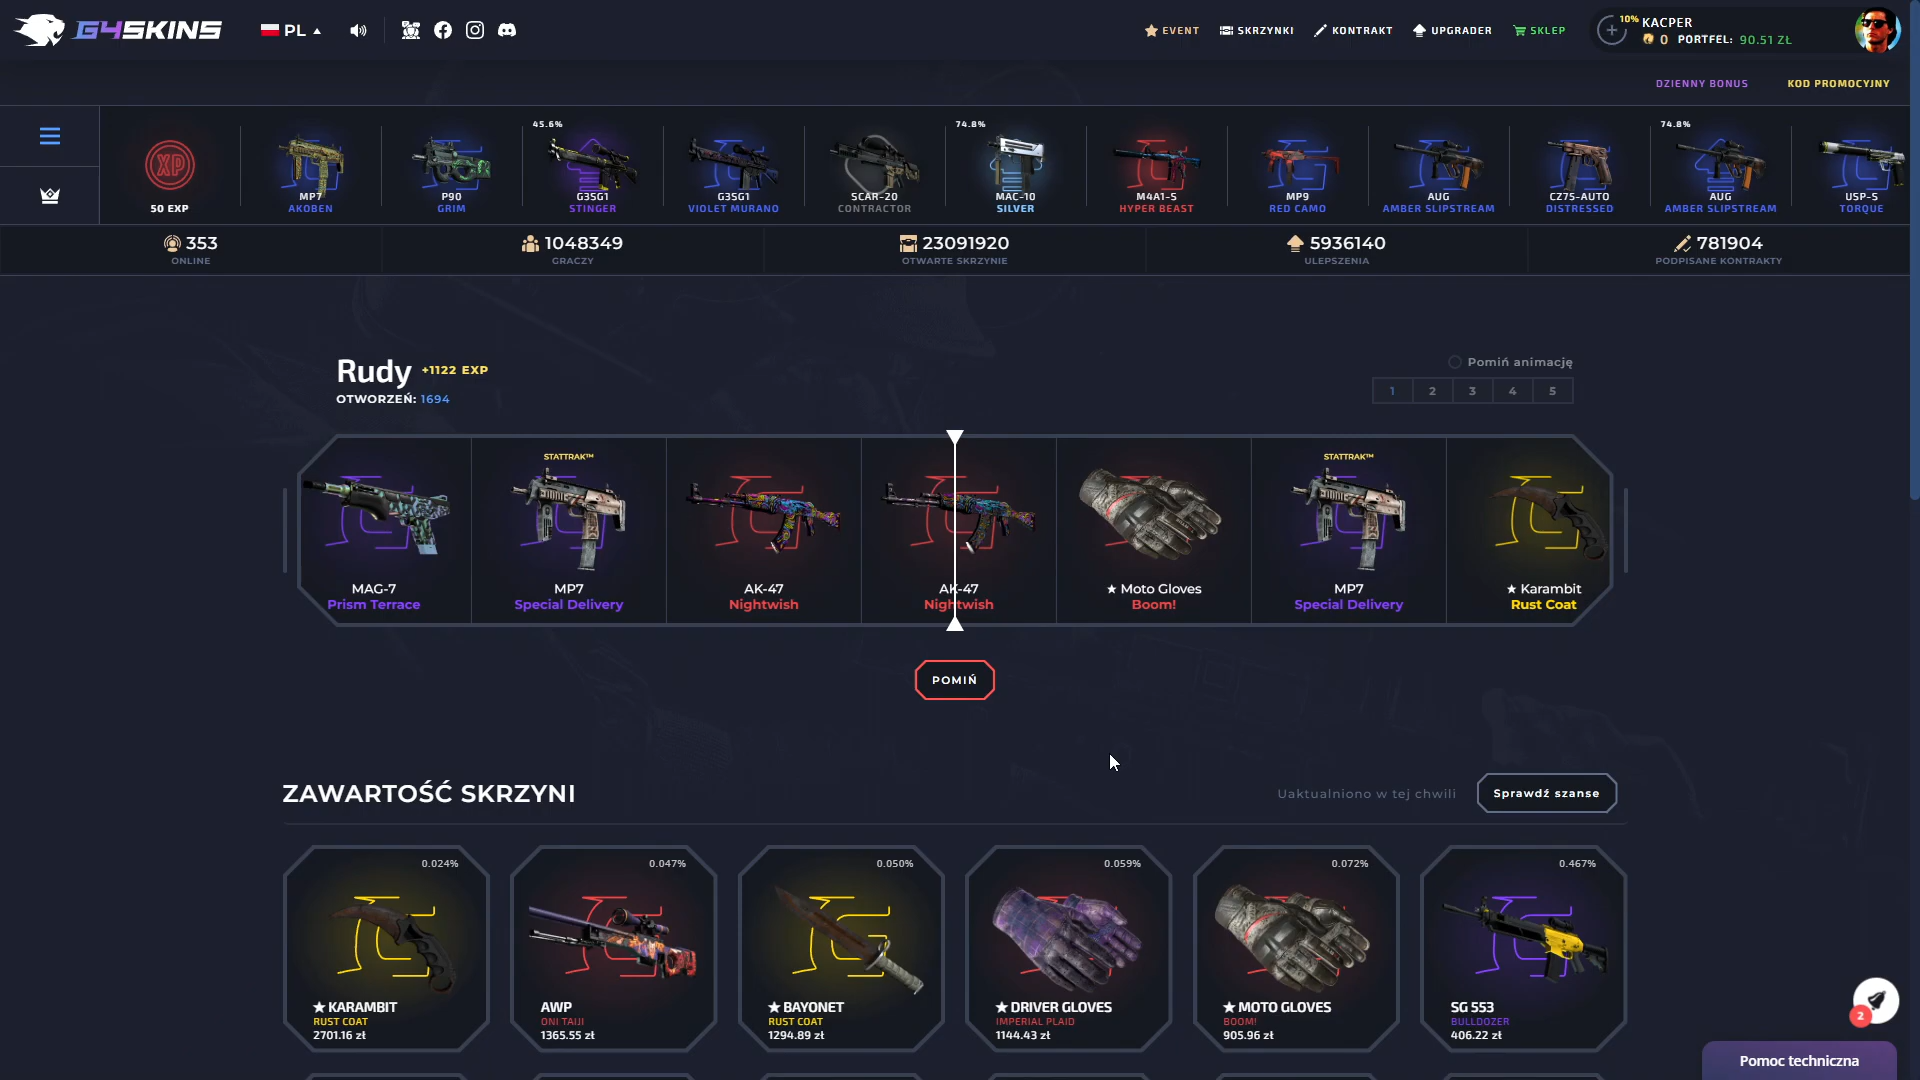 G4SKINS
PL
EVENT
SKRZYNKI
KONTRAKT
UPGRADER
SKLEP
10%
KACPER
0 PORTFEL: 90.51 ZŁ
DZIENNY BONUS
KOD PROMOCYJNY
XP
50 EXP
MP7
AKOBEN
P90
GRIM
45.6%
G3SG1
STINGER
G3SG1
VIOLET MURANO
SCAR-20
CONTRACTOR
74.8%
MAC-10
SILVER
M4A1-S
HYPER BEAST
MP9
RED CAMO
AUG
AMBER SLIPSTREAM
CZ75-AUTO
DISTRESSED
74.8%
AUG
AMBER SLIPSTREAM
USP-S
TORQUE
353
ONLINE
1048349
GRACZY
23091920
OTWARTE SKRZYNIE
5936140
ULEPSZENIA
781904
PODPISANE KONTRAKTY
Rudy +1122 EXP
OTWORZEŃ: 1694
Pomiń animację
1 2 3 4 5
MAG-7
Prism Terrace
STATTRAK™
MP7
Special Delivery
AK-47
Nightwish
AK-47
Nightwish
★ Moto Gloves
Boom!
STATTRAK™
MP7
Special Delivery
★ Karambit
Rust Coat
POMIŃ
ZAWARTOŚĆ SKRZYNI
Uaktualniono w tej chwili
Sprawdź szanse
0.024%
★ KARAMBIT
RUST COAT
2701.16 zł
0.047%
AWP
ONI TAIJI
1365.55 zł
0.050%
★ BAYONET
RUST COAT
1294.89 zł
0.059%
★ DRIVER GLOVES
IMPERIAL PLAID
1144.43 zł
0.072%
★ MOTO GLOVES
BOOM!
905.96 zł
0.467%
SG 553
BULLDOZER
406.22 zł
2
Pomoc techniczna